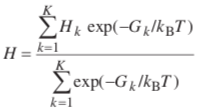 H = \frac{\sum_{k=1}^{K} H_k \exp(-G_k/k_B T)}{\sum_{k=1}^{K} \exp(-G_k/k_B T)}